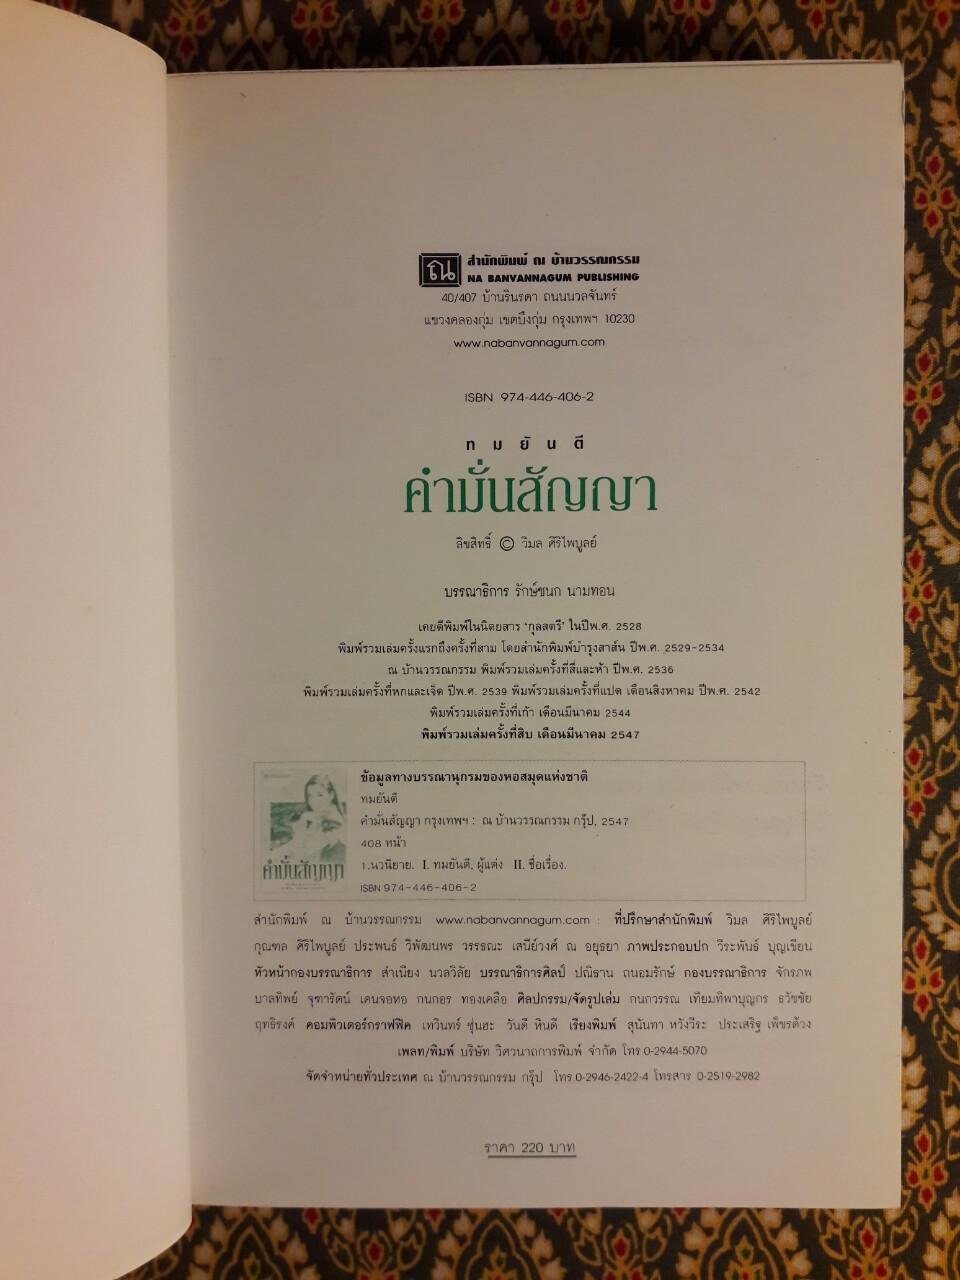 ณ สำนักพิมพ์ ณ บ้านวรรณกรรม
NA BANVANNAGUM PUBLISHING
40/407 บ้านรินรดา ถนนนวลจันทร์
แขวงคลองกุ่ม เขตบึงกุ่ม กรุงเทพฯ 10230
www.nabanvannagum.com
ISBN 974-446-406-2
ท ม ยั น ตี
คำมั่นสัญญา
ลิขสิทธิ์ © วิมล ศิริไพบูลย์
บรรณาธิการ รักษ์ชนก นามทอน
เคยตีพิมพ์ในนิตยสาร 'กุลสตรี' ในปีพ.ศ. 2528
พิมพ์รวมเล่มครั้งแรกถึงครั้งที่สาม โดยสำนักพิมพ์บำรุงสาส์น ปีพ.ศ. 2529-2534
ณ บ้านวรรณกรรม พิมพ์รวมเล่มครั้งที่สี่และห้า ปีพ.ศ. 2536
พิมพ์รวมเล่มครั้งที่หกและเจ็ด ปีพ.ศ. 2539 พิมพ์รวมเล่มครั้งที่แปด เดือนสิงหาคม ปีพ.ศ. 2542
พิมพ์รวมเล่มครั้งที่เก้า เดือนมีนาคม 2544
พิมพ์รวมเล่มครั้งที่สิบ เดือนมีนาคม 2547
ข้อมูลทางบรรณานุกรมของหอสมุดแห่งชาติ
ทมยันตี
คำมั่นสัญญา กรุงเทพฯ : ณ บ้านวรรณกรรม กรุ๊ป, 2547
408 หน้า
1.นวนิยาย. I. ทมยันตี, ผู้แต่ง II. ชื่อเรื่อง.
ISBN 974-446-406-2
คำมั่นสัญญา
สำนักพิมพ์ ณ บ้านวรรณกรรม www.nabanvannagum.com : ที่ปรึกษาสำนักพิมพ์ วิมล ศิริไพบูลย์
กุณฑล ศิริไพบูลย์ ประพนธ์ วิพัฒนพร วรรธณะ เสนีย์วงศ์ ณ อยุธยา ภาพประกอบปก วีระพันธ์ บุญเขียน
หัวหน้ากองบรรณาธิการ สำเนียง นวลวิลัย บรรณาธิการศิลป์ ปณิธาน ถนอมรักษ์ กองบรรณาธิการ จักรภพ
บาลทิพย์ จุฑารัตน์ เคนจอหอ กนกอร ทองเคลือ ศิลปกรรม/จัดรูปเล่ม กนกวรรณ เทียมทิพาบุญกร ธวัชชัย
ฤทธิรงค์ คอมพิวเตอร์กราฟฟิค เทวินทร์ ซุ่นฮะ วันดี หินดี เรียงพิมพ์ สุนันทา หวังวีระ ประเสริฐ เพ็ชรด้วง
เพลท/พิมพ์ บริษัท วิศวนาถการพิมพ์ จำกัด โทร.0-2944-5070
จัดจำหน่ายทั่วประเทศ ณ บ้านวรรณกรรม กรุ๊ป โทร.0-2946-2422-4 โทรสาร 0-2519-2982
ราคา 220 บาท